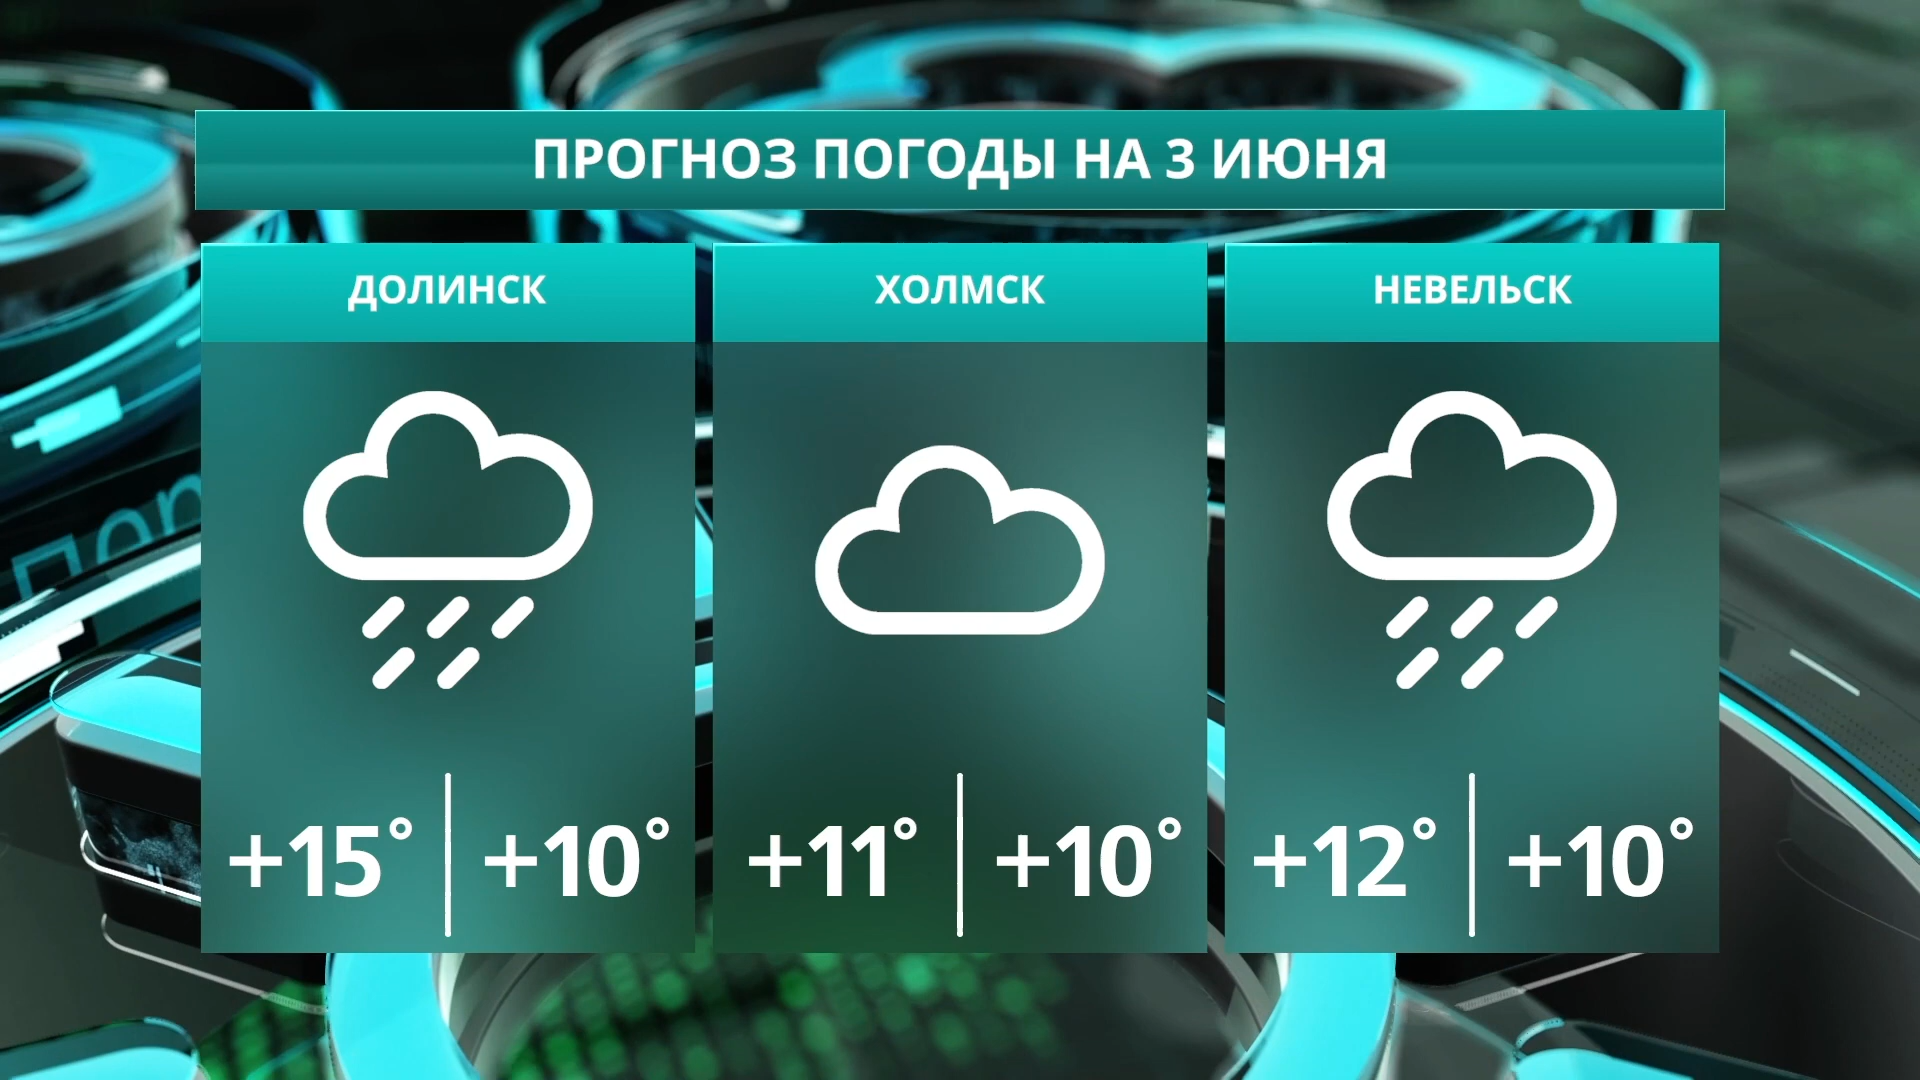 ПРОГНОЗ ПОГОДЫ НА 3 ИЮНЯ
ДОЛИНСК
ХОЛМСК
НЕВЕЛЬСК
+15° +10°
+11° +10°
+12° +10°